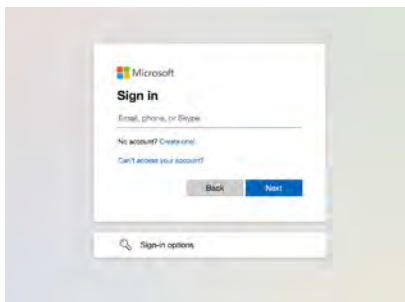 Microsoft
Sign in
Email, phone, or Skype
No account? Create one!
Can't access your account?
Back
Next
Sign-in options